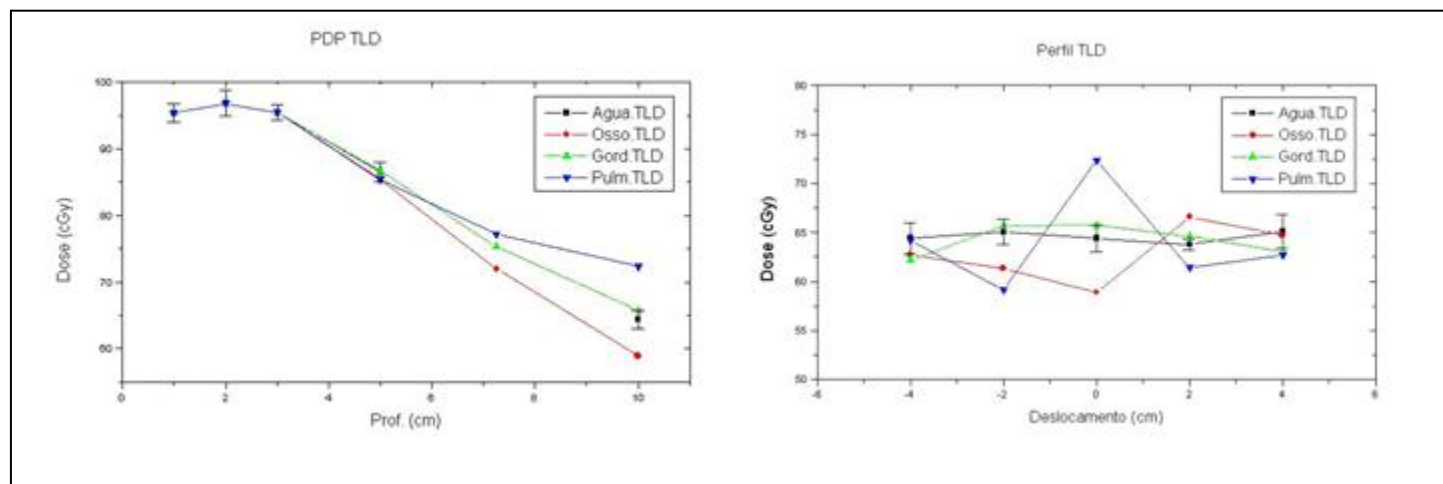 PDP TLD
100
90
80
70
60
Dose (cGy)
0 2 4 6 8 10
Prof. (cm)
Agua.TLD
Osso.TLD
Gord.TLD
Pulm.TLD
Perfil TLD
80
75
70
65
60
55
50
Dose (cGy)
-6 -4 -2 0 2 4 6
Deslocamento (cm)
Agua.TLD
Osso.TLD
Gord.TLD
Pulm.TLD